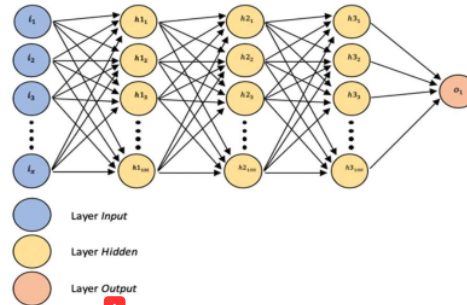 i₁ h1₁ h2₁ h3₁
i₂ h1₂ h2₂ h3₂
i₃ h1₃ h2₃ h3₃ o₁
h1₁₀₀ h2₁₀₀ h3₁₀₀
Layer Input
Layer Hidden
Layer Output